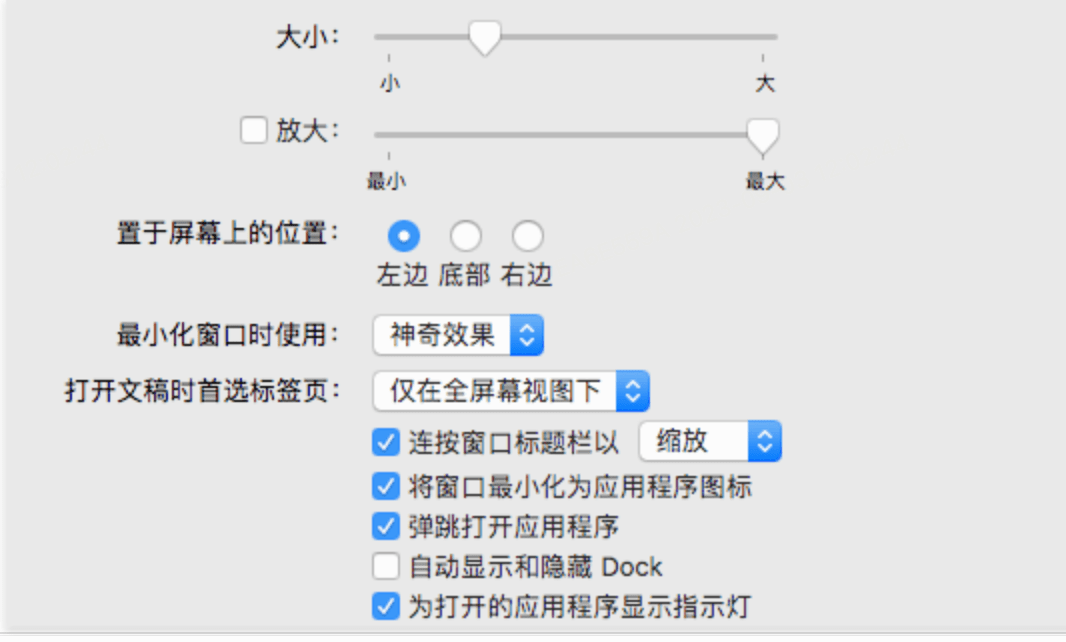 大小：
小 大
放大：
最小 最大
置于屏幕上的位置：
左边 底部 右边
最小化窗口时使用： 神奇效果
打开文稿时首选标签页： 仅在全屏幕视图下
连按窗口标题栏以 缩放
将窗口最小化为应用程序图标
弹跳打开应用程序
自动显示和隐藏 Dock
为打开的应用程序显示指示灯